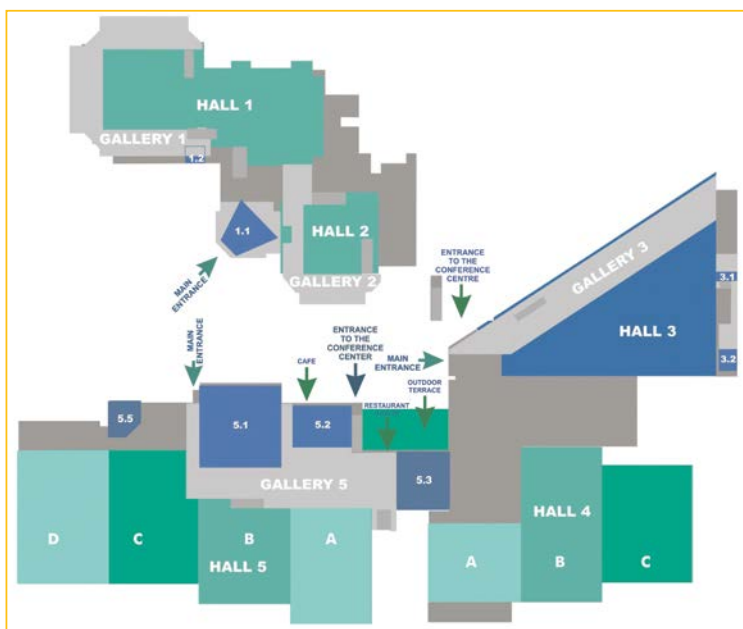 HALL 1
GALLERY 1
1.2
1.1
HALL 2
GALLERY 2
MAIN
ENTRANCE
ENTRANCE
TO THE
CONFERENCE
CENTRE
GALLERY 3
3.1
HALL 3
3.2
MAIN
ENTRANCE
CAFE
ENTRANCE
TO THE
CONFERENCE
CENTER
MAIN
ENTRANCE
OUTDOOR
TERRACE
RESTAURANT
5.5
5.1
5.2
GALLERY 5
5.3
HALL 4
D
C
B
A
HALL 5
A
B
C